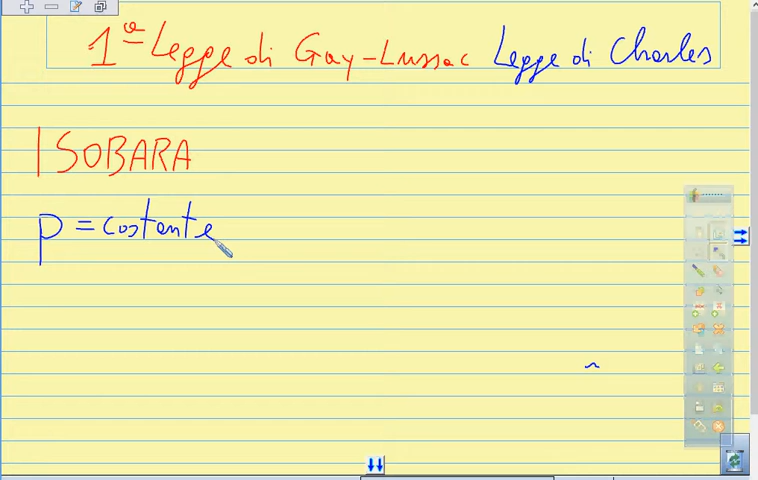 1ª Legge di Gay-Lussac Legge di Charles
ISOBARA
p = costante